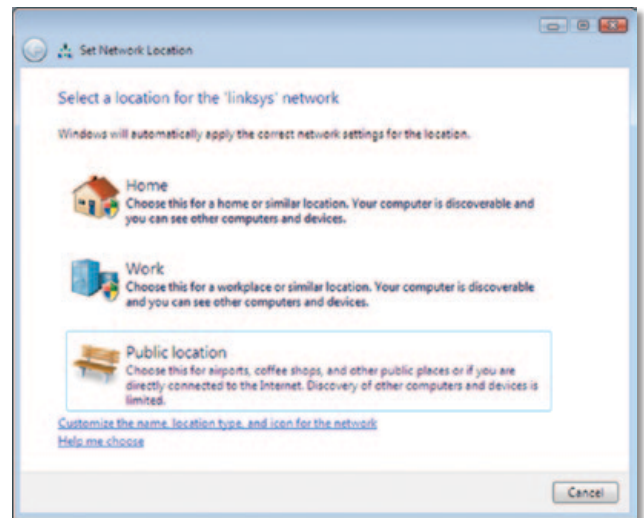 Set Network Location
Select a location for the 'linksys' network
Windows will automatically apply the correct network settings for the location.
Home
Choose this for a home or similar location. Your computer is discoverable and
you can see other computers and devices.
Work
Choose this for a workplace or similar location. Your computer is discoverable
and you can see other computers and devices.
Public location
Choose this for airports, coffee shops, and other public places or if you are
directly connected to the Internet. Discovery of other computers and devices is
limited.
Customize the name, location type, and icon for the network
Help me choose
Cancel